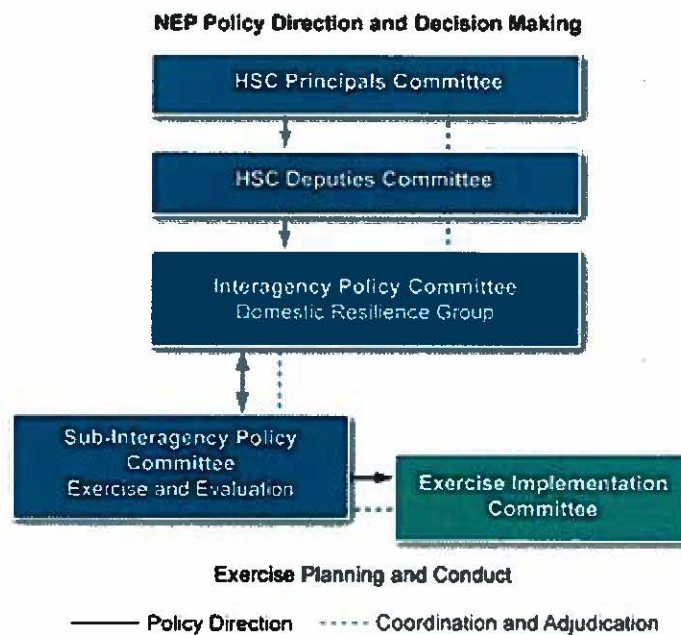 NEP Policy Direction and Decision Making
HSC Principals Committee
HSC Deputies Committee
Interagency Policy Committee
Domestic Resilience Group
Sub-Interagency Policy
Committee
Exercise and Evaluation
Exercise Implementation
Committee
Exercise Planning and Conduct
Policy Direction
Coordination and Adjudication